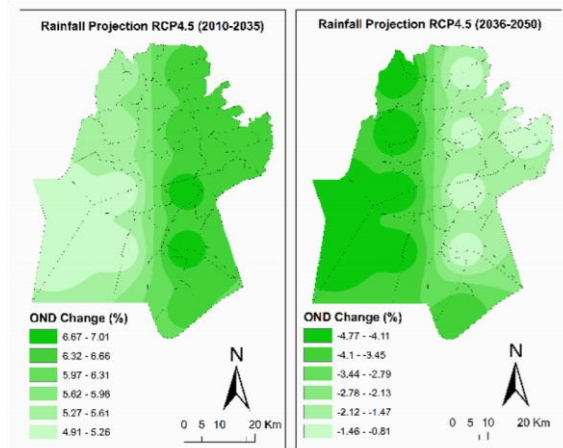 Rainfall Projection RCP4.5 (2010-2035)
OND Change (%)
6.67 - 7.01
6.32 - 6.66
5.97 - 6.31
5.62 - 5.96
5.27 - 5.61
4.91 - 5.26
N
0 5 10 20 Km
Rainfall Projection RCP4.5 (2036-2050)
OND Change (%)
-4.77 - -4.11
-4.1 - -3.45
-3.44 - -2.79
-2.78 - -2.13
-2.12 - -1.47
-1.46 - -0.81
N
0 5 10 20 Km